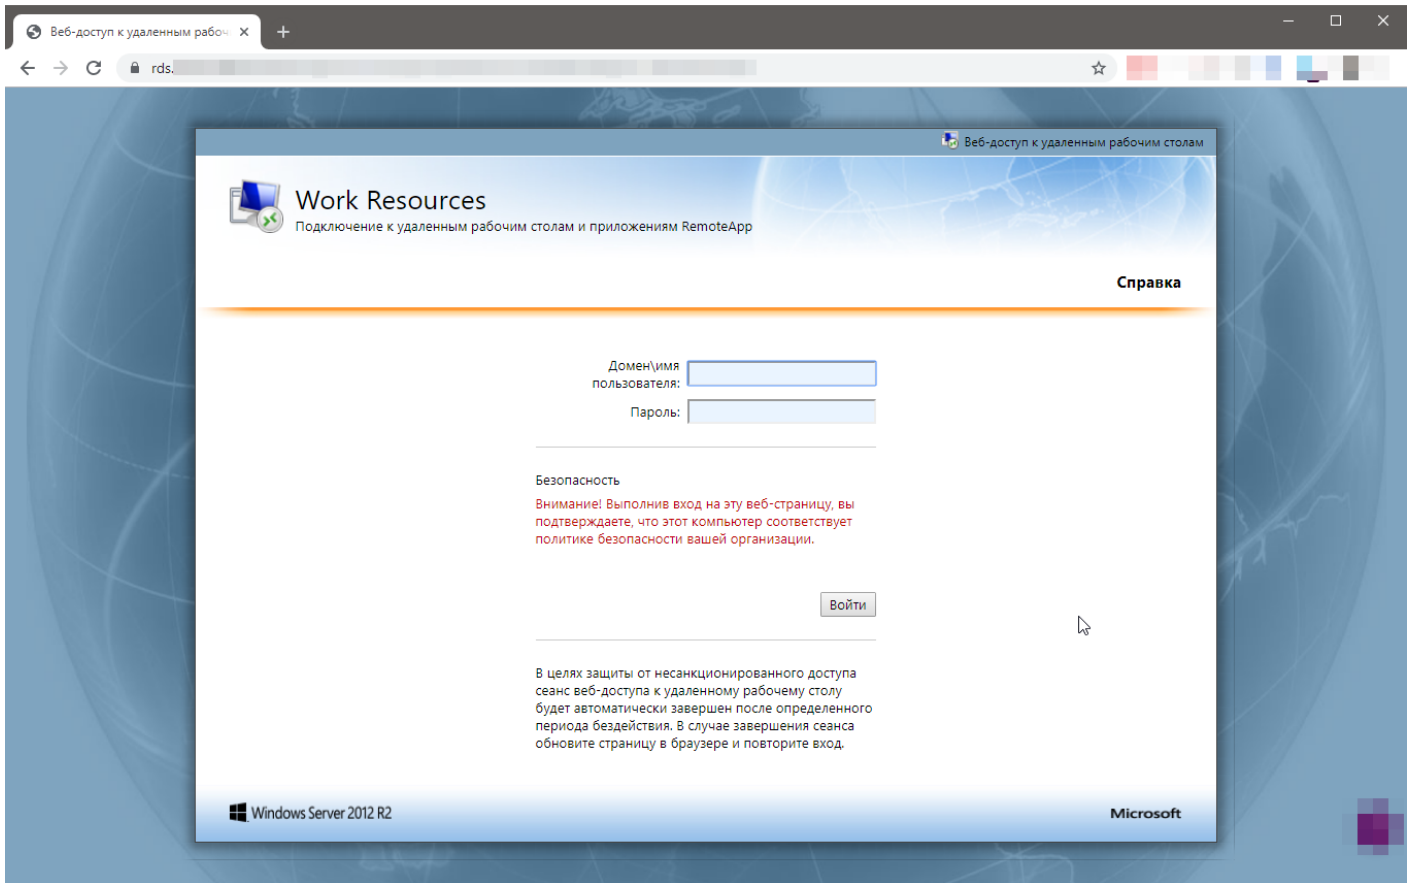 Веб-доступ к удаленным рабоч
rds.
Веб-доступ к удаленным рабочим столам
Work Resources
Подключение к удаленным рабочим столам и приложениям RemoteApp
Справка
Домен\имя
пользователя:
Пароль:
Безопасность
Внимание! Выполнив вход на эту веб-страницу, вы
подтверждаете, что этот компьютер соответствует
политике безопасности вашей организации.
Войти
В целях защиты от несанкционированного доступа
сеанс веб-доступа к удаленному рабочему столу
будет автоматически завершен после определенного
периода бездействия. В случае завершения сеанса
обновите страницу в браузере и повторите вход.
Windows Server 2012 R2
Microsoft